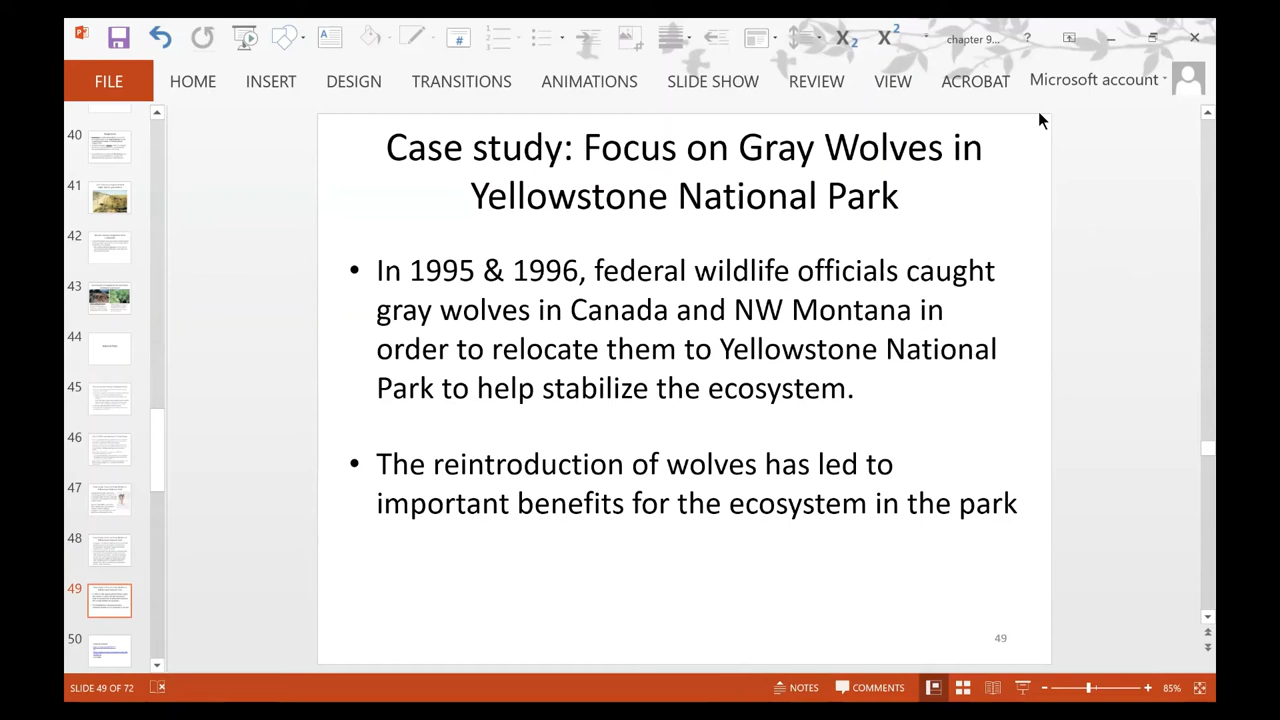 chapter 9...
?
FILE
HOME
INSERT
DESIGN
TRANSITIONS
ANIMATIONS
SLIDE SHOW
REVIEW
VIEW
ACROBAT
Microsoft account
40
41
42
43
44
45
46
47
48
49
50
Case study: Focus on Gray Wolves in
Yellowstone National Park
• In 1995 & 1996, federal wildlife officials caught
gray wolves in Canada and NW Montana in
order to relocate them to Yellowstone National
Park to help stabilize the ecosystem.
• The reintroduction of wolves has led to
important benefits for the ecosystem in the park
49
SLIDE 49 OF 72
NOTES
COMMENTS
85%